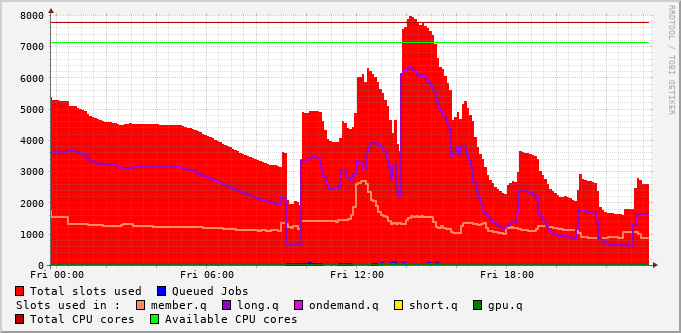 8000
7000
6000
5000
4000
3000
2000
1000
0
Fri 00:00 Fri 06:00 Fri 12:00 Fri 18:00
RRDTOOL / TOBI OETIKER
Total slots used Queued Jobs
Slots used in : member.q long.q ondemand.q short.q gpu.q
Total CPU cores Available CPU cores